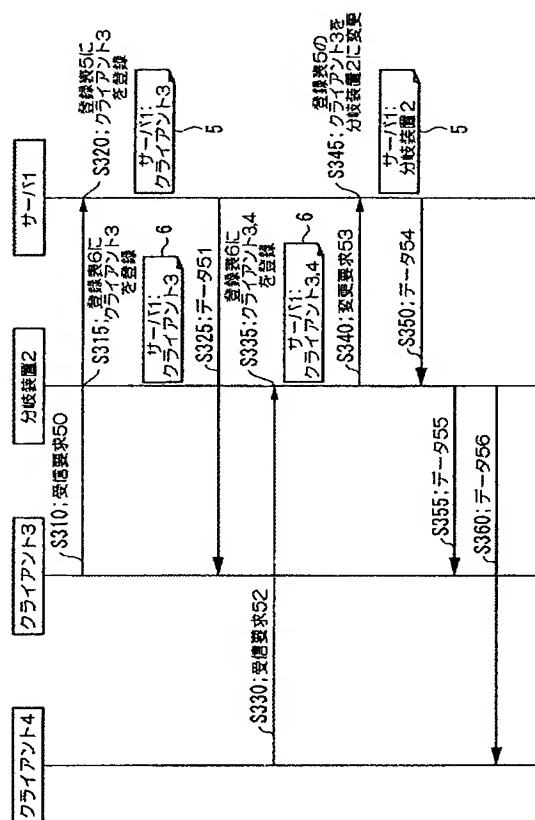 クライアント4
クライアント3
分岐装置2
サーバ1
S310;受信要求50
S315;登録表6に
クライアント3
を登録
S320;登録表5に
クライアント3
を登録
サーバ1:
クライアント3
6
サーバ1:
クライアント3
5
S325;データ51
S330;受信要求52
S335;クライアント3,4
登録表6に
を登録
サーバ1:
クライアント3,4
6
S340;変更要求53
S345;クライアント3を
登録表5の
分岐装置2に変更
サーバ1:
分岐装置2
5
S350;データ54
S355;データ55
S360;データ56